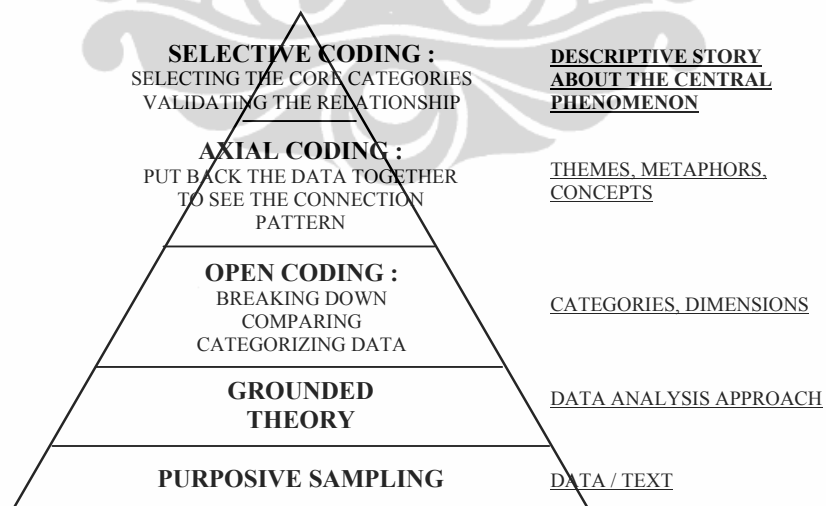 SELECTIVE CODING :
SELECTING THE CORE CATEGORIES
VALIDATING THE RELATIONSHIP
DESCRIPTIVE STORY
ABOUT THE CENTRAL
PHENOMENON
AXIAL CODING :
PUT BACK THE DATA TOGETHER
TO SEE THE CONNECTION
PATTERN
THEMES, METAPHORS,
CONCEPTS
OPEN CODING :
BREAKING DOWN
COMPARING
CATEGORIZING DATA
CATEGORIES, DIMENSIONS
GROUNDED
THEORY
DATA ANALYSIS APPROACH
PURPOSIVE SAMPLING
DATA / TEXT